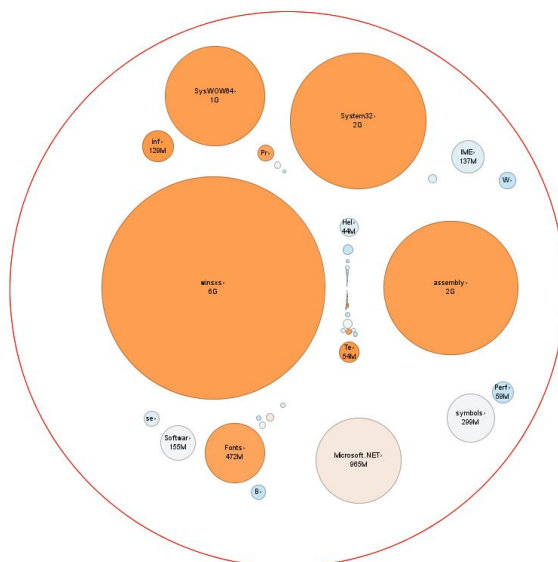 SysWOW64-
1G
System32-
2G
inf-
129M
Pr-
IME-
137M
W-
Hel-
44M
winsxs-
6G
assembly-
2G
Te-
54M
Perf-
59M
symbols-
299M
se-
Softwar-
155M
Fonts-
472M
Microsoft.NET-
965M
B-